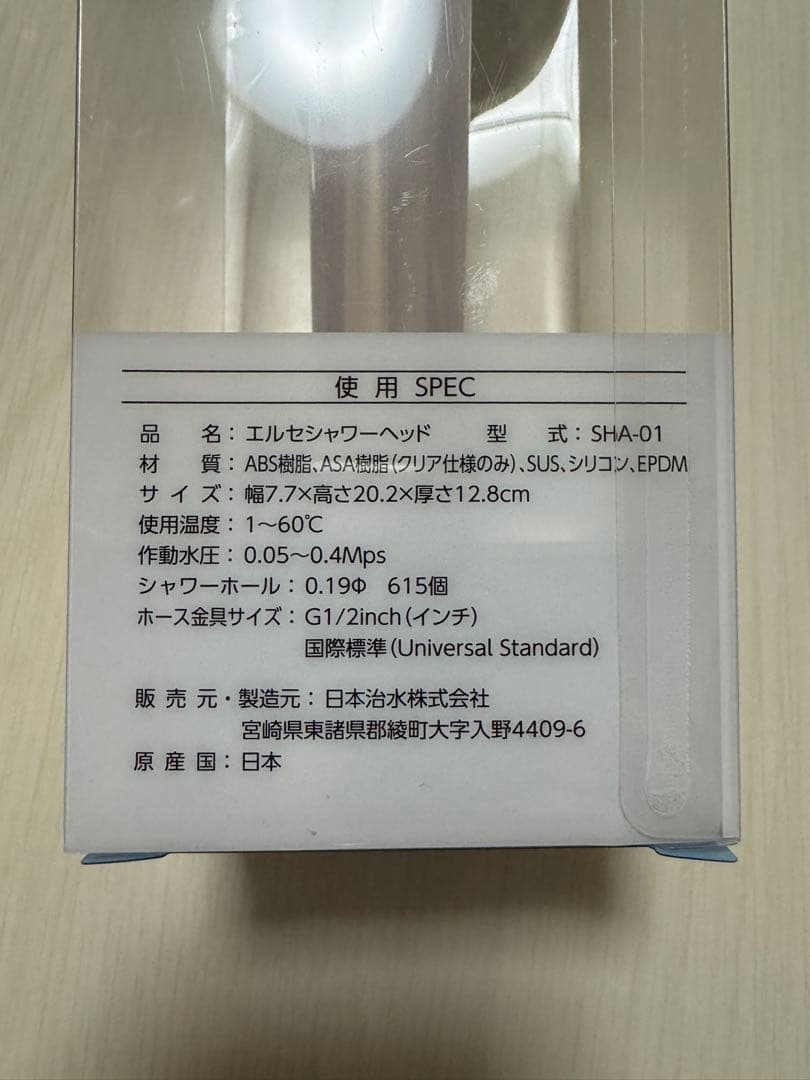 使用 SPEC
品名：エルセシャワーヘッド 型式：SHA-01
材質：ABS樹脂、ASA樹脂（クリア仕様のみ）、SUS、シリコン、EPDM
サイズ：幅7.7×高さ20.2×厚さ12.8cm
使用温度：1～60℃
作動水圧：0.05～0.4Mps
シャワーホール：0.19Φ 615個
ホース金具サイズ：G1/2inch（インチ）
国際標準（Universal Standard）
販売元・製造元：日本治水株式会社
宮崎県東諸県郡綾町大字入野4409-6
原産国：日本